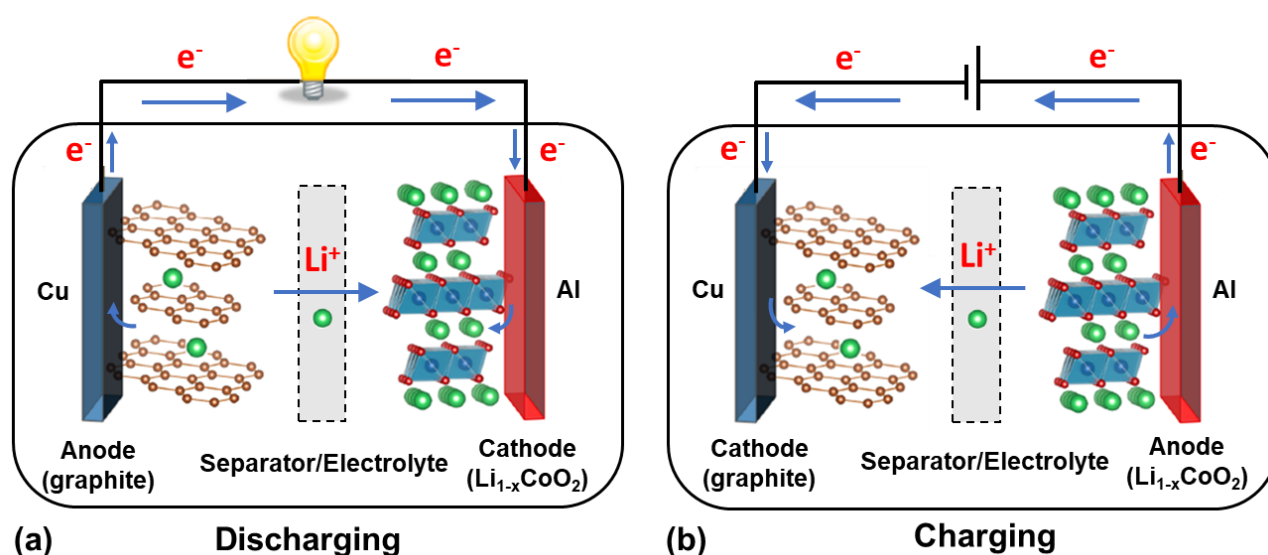 e⁻ e⁻
e⁻ e⁻
Li⁺
Cu Al
Anode
(graphite)
Separator/Electrolyte
Cathode
(Li₁₋ₓCoO₂)
(a) Discharging
e⁻ e⁻
e⁻ e⁻
Li⁺
Cu Al
Cathode
(graphite)
Separator/Electrolyte
Anode
(Li₁₋ₓCoO₂)
(b) Charging